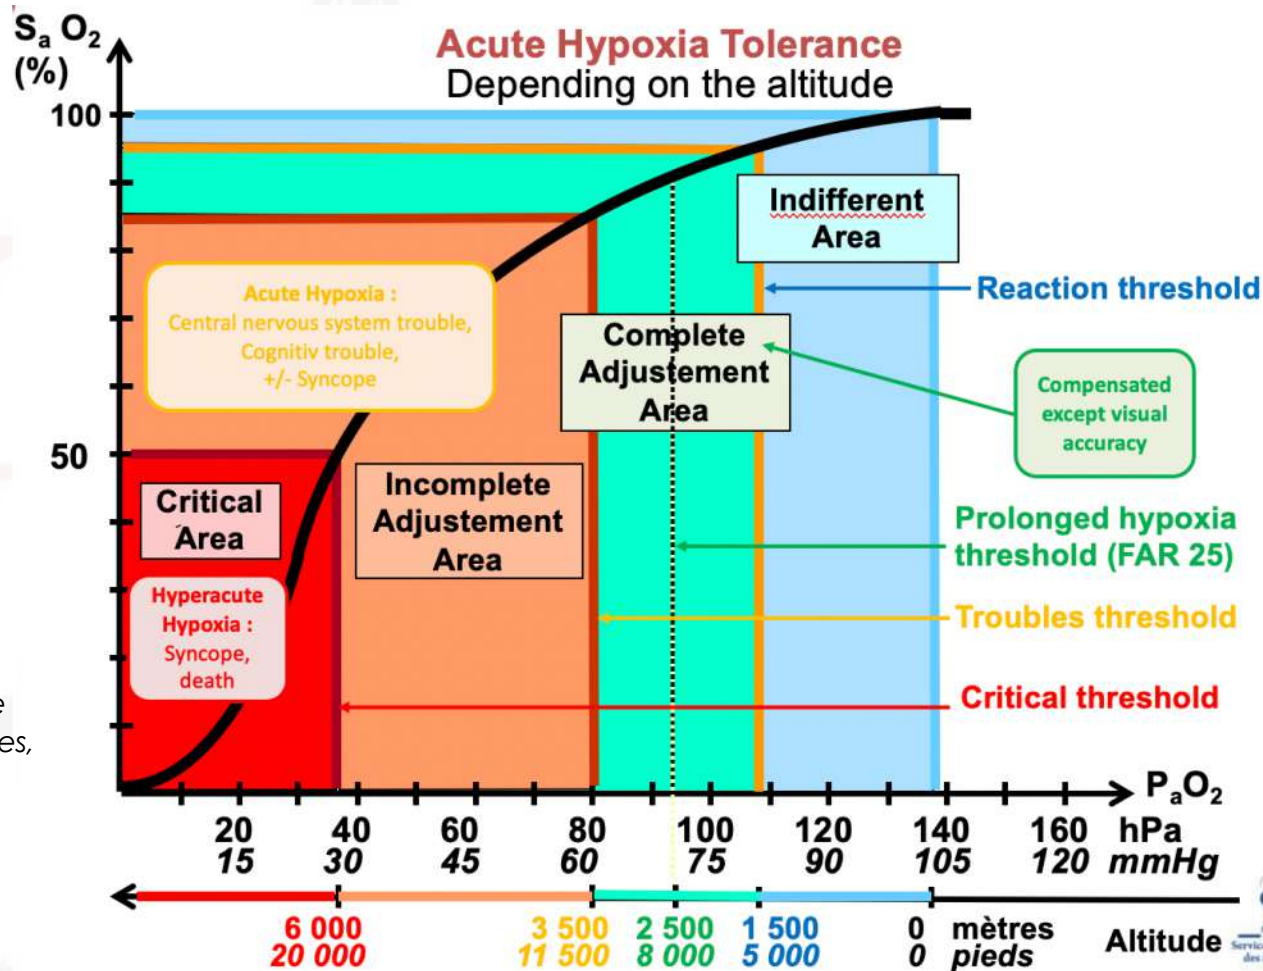 Acute Hypoxia Tolerance
Depending on the altitude
Sa O2
(%)
100
50
Indifferent
Area
Reaction threshold
Acute Hypoxia :
Central nervous system trouble,
Cognitiv trouble,
+/- Syncope
Complete
Adjustement
Area
Compensated
except visual
accuracy
Critical
Area
Incomplete
Adjustement
Area
Prolonged hypoxia
threshold (FAR 25)
Hyperacute
Hypoxia :
Syncope,
death
Troubles threshold
Critical threshold
PaO2
20 40 60 80 100 120 140 160 hPa
15 30 45 60 75 90 105 120 mmHg
6 000 3 500 2 500 1 500 0 mètres
20 000 11 500 8 000 5 000 0 pieds
Altitude